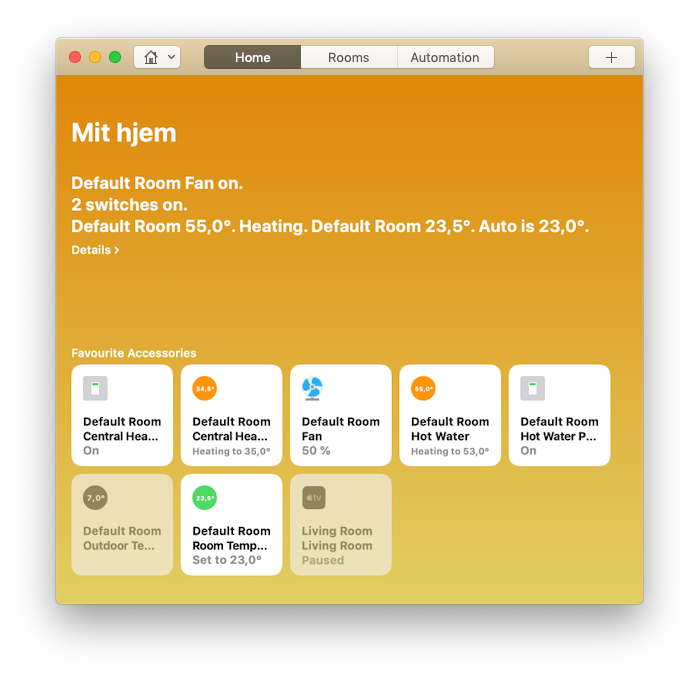 Home Rooms Automation
Mit hjem
Default Room Fan on.
2 switches on.
Default Room 55,0°. Heating. Default Room 23,5°. Auto is 23,0°.
Details >
Favourite Accessories
Default Room
Central Hea...
On
34,5°
Default Room
Central Hea...
Heating to 35,0°
Default Room
Fan
50 %
55,0°
Default Room
Hot Water
Heating to 53,0°
Default Room
Hot Water P...
On
7,0°
Default Room
Outdoor Te...
23,5°
Default Room
Room Temp...
Set to 23,0°
tv
Living Room
Living Room
Paused